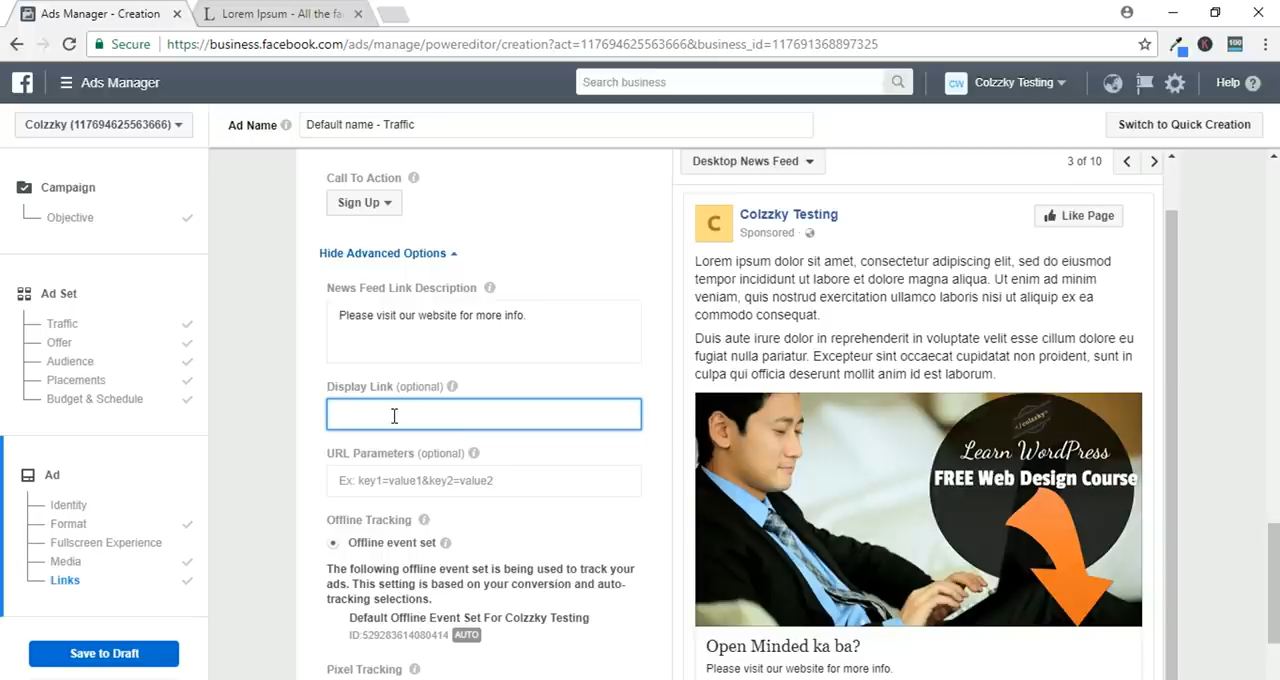 Ads Manager - Creation
Lorem Ipsum - All the fa
Secure
https://business.facebook.com/ads/manage/powereditor/creation?act=117694625563666&business_id=117691368897325
Ads Manager
Search business
CW
Colzzky Testing
Help
Colzzky (117694625563666)
Ad Name
Default name - Traffic
Switch to Quick Creation
Campaign
Objective
Ad Set
Traffic
Offer
Audience
Placements
Budget & Schedule
Ad
Identity
Format
Fullscreen Experience
Media
Links
Save to Draft
Call To Action
Sign Up
Hide Advanced Options
News Feed Link Description
Please visit our website for more info.
Display Link (optional)
URL Parameters (optional)
Ex: key1=value1&key2=value2
Offline Tracking
Offline event set
The following offline event set is being used to track your
ads. This setting is based on your conversion and auto-
tracking selections.
Default Offline Event Set For Colzzky Testing
ID:529283614080414 AUTO
Pixel Tracking
Desktop News Feed
3 of 10
C
Colzzky Testing
Sponsored ·
Like Page
Lorem ipsum dolor sit amet, consectetur adipiscing elit, sed do eiusmod
tempor incididunt ut labore et dolore magna aliqua. Ut enim ad minim
veniam, quis nostrud exercitation ullamco laboris nisi ut aliquip ex ea
commodo consequat.
Duis aute irure dolor in reprehenderit in voluptate velit esse cillum dolore eu
fugiat nulla pariatur. Excepteur sint occaecat cupidatat non proident, sunt in
culpa qui officia deserunt mollit anim id est laborum.
colzzky
Learn WordPress
FREE Web Design Course
Open Minded ka ba?
Please visit our website for more info.